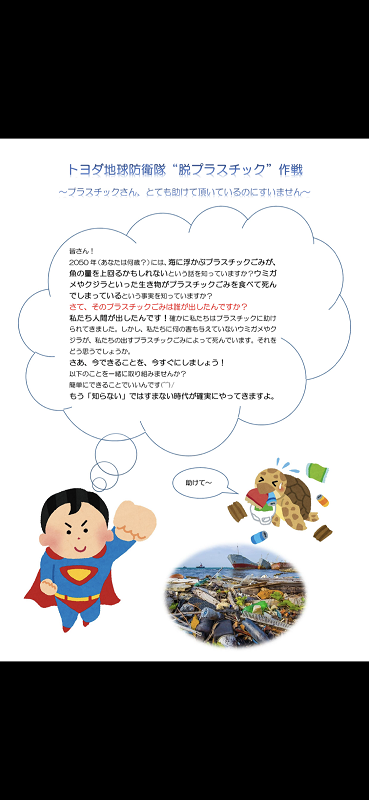 トヨダ地球防衛隊“脱プラスチック”作戦
～プラスチックさん。とても助けて頂いているのにすいません～
皆さん！
2050年（あなたは何歳？）には、海に浮かぶプラスチックごみが、
魚の量を上回るかもしれないという話を知っていますか？ウミガ
メやクジラといった生き物がプラスチックごみを食べて死ん
でしまっているという事実を知っていますか？
さて、そのプラスチックごみは誰が出したんですか？
私たち人間が出したんです！確かに私たちはプラスチックに助け
られてきました。しかし、私たちに何の害も与えていないウミガメやク
ジラが、私たちの出すプラスチックごみによって死んでいます。それを
どう思うでしょうか。
さあ、今できることを、今すぐにしましょう！
以下のことを一緒に取り組みませんか？
簡単にできることでいいんです(⌒)/
もう「知らない」ではすまない時代が確実にやってきますよ。
助けて～